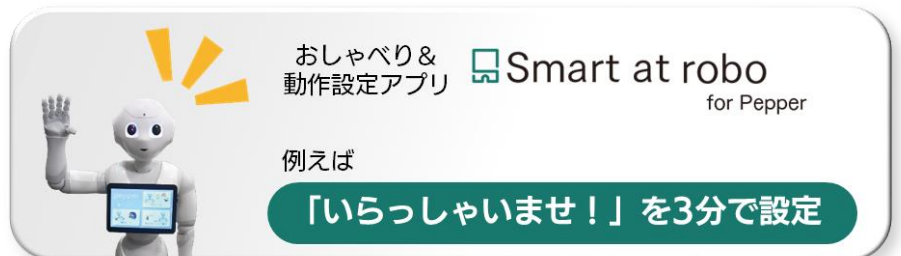 おしゃべり＆
動作設定アプリ
Smart at robo
for Pepper
例えば
「いらっしゃいませ！」を3分で設定